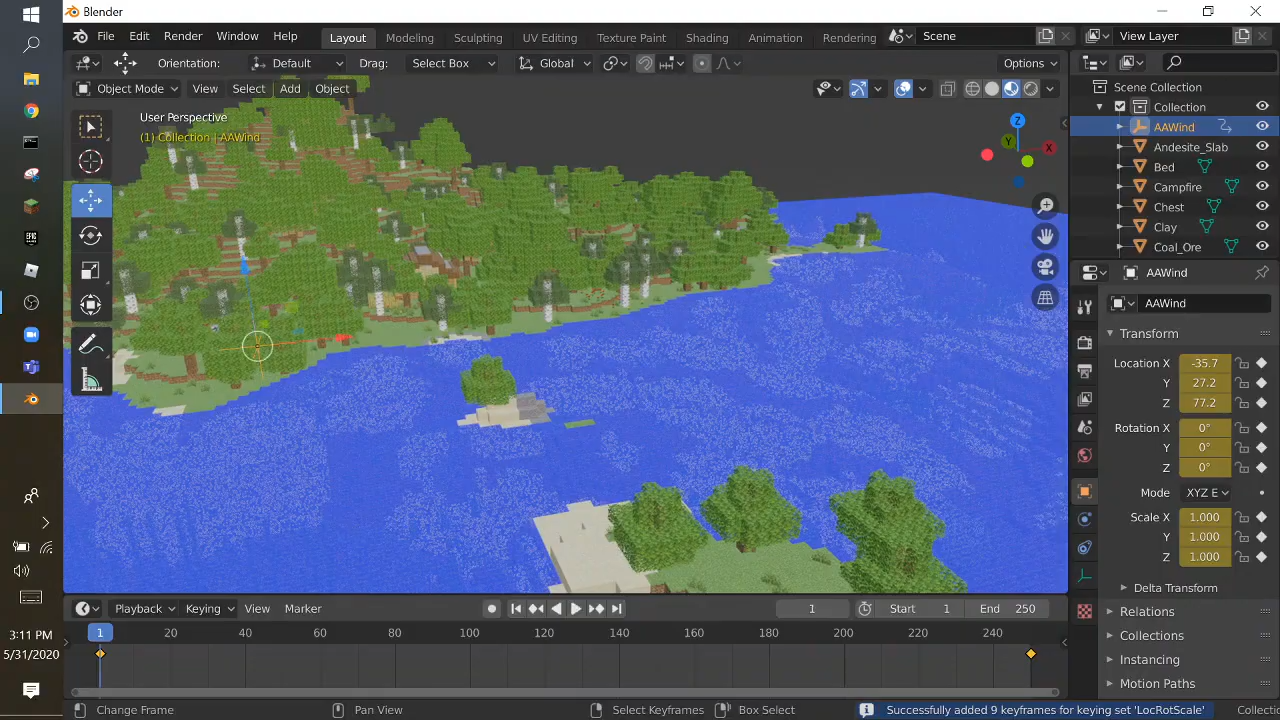 Blender
File Edit Render Window Help Layout Modeling Sculpting UV Editing Texture Paint Shading Animation Rendering Scene View Layer
Orientation: Default Drag: Select Box Global Options
Object Mode View Select Add Object
User Perspective
(1) Collection | AAWind
Z
Y
X
Scene Collection
Collection
AAWind
Andesite_Slab
Bed
Campfire
Chest
Clay
Coal_Ore
AAWind
AAWind
Transform
Location X -35.7
Y 27.2
Z 77.2
Rotation X 0°
Y 0°
Z 0°
Mode XYZ E
Scale X 1.000
Y 1.000
Z 1.000
Delta Transform
Relations
Collections
Instancing
Motion Paths
Playback Keying View Marker 1 Start 1 End 250
1 20 40 60 80 100 120 140 160 180 200 220 240
Change Frame Pan View Select Keyframes Box Select Successfully added 9 keyframes for keying set 'LocRotScale' Collectio
EPIC
3:11 PM
5/31/2020